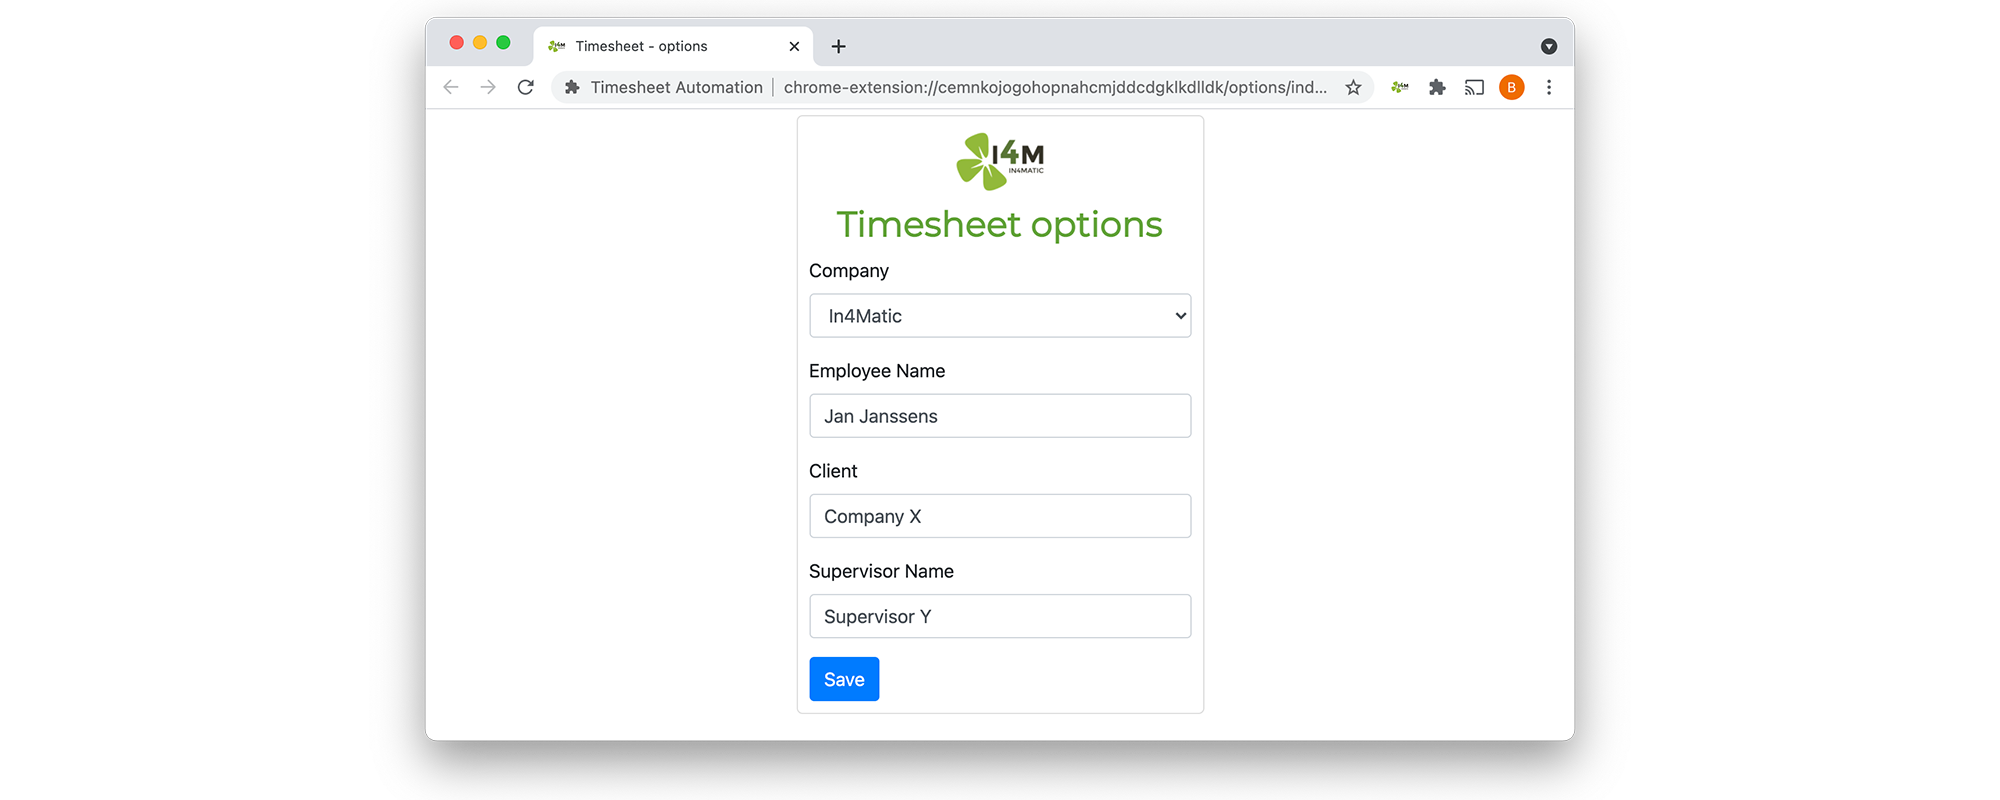 Timesheet - options
Timesheet Automation
chrome-extension://cemnkojogohopnahcmjddcdgklkdlldk/options/ind...
B
I4M
IN4MATIC
Timesheet options
Company
In4Matic
Employee Name
Jan Janssens
Client
Company X
Supervisor Name
Supervisor Y
Save